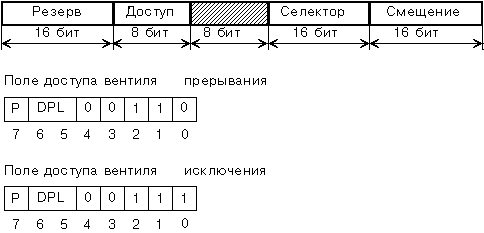 Резерв Доступ Селектор Смещение
16 бит 8 бит 8 бит 16 бит 16 бит
Поле доступа вентиля прерывания
P DPL 0 0 1 1 0
7 6 5 4 3 2 1 0
Поле доступа вентиля исключения
P DPL 0 0 1 1 1
7 6 5 4 3 2 1 0